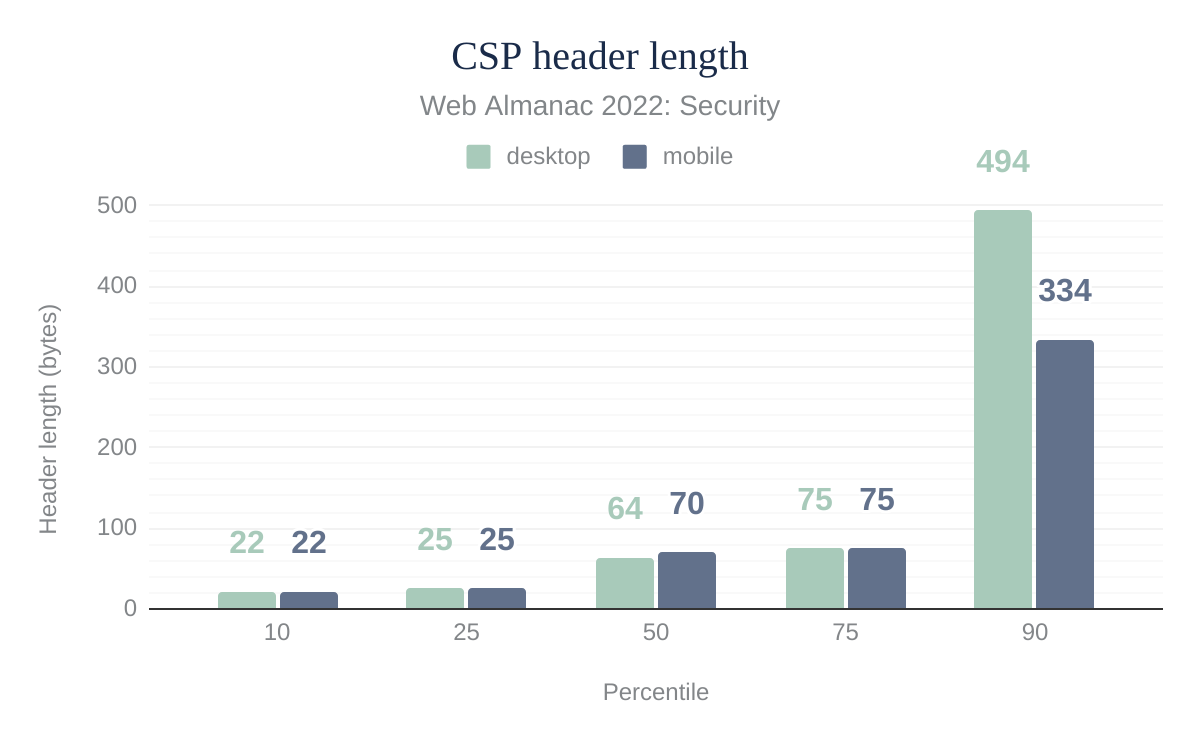 CSP header length
Web Almanac 2022: Security
desktop mobile
494
500
400
334
300
Header length (bytes)
200
64 70 75 75
100
22 22 25 25
0
10 25 50 75 90
Percentile